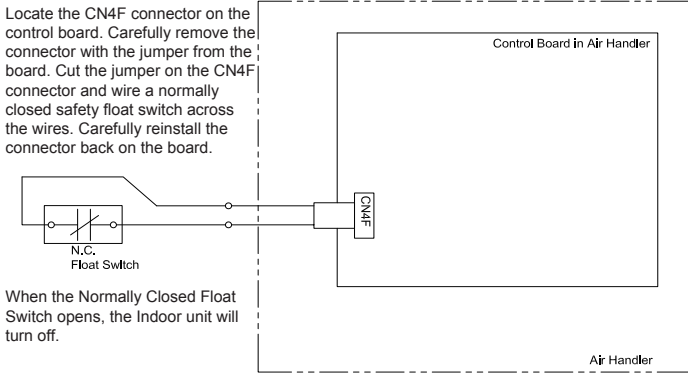 Locate the CN4F connector on the
control board. Carefully remove the
connector with the jumper from the
board. Cut the jumper on the CN4F
connector and wire a normally
closed safety float switch across
the wires. Carefully reinstall the
connector back on the board.
Control Board in Air Handler
CN4F
N.C.
Float Switch
When the Normally Closed Float
Switch opens, the Indoor unit will
turn off.
Air Handler